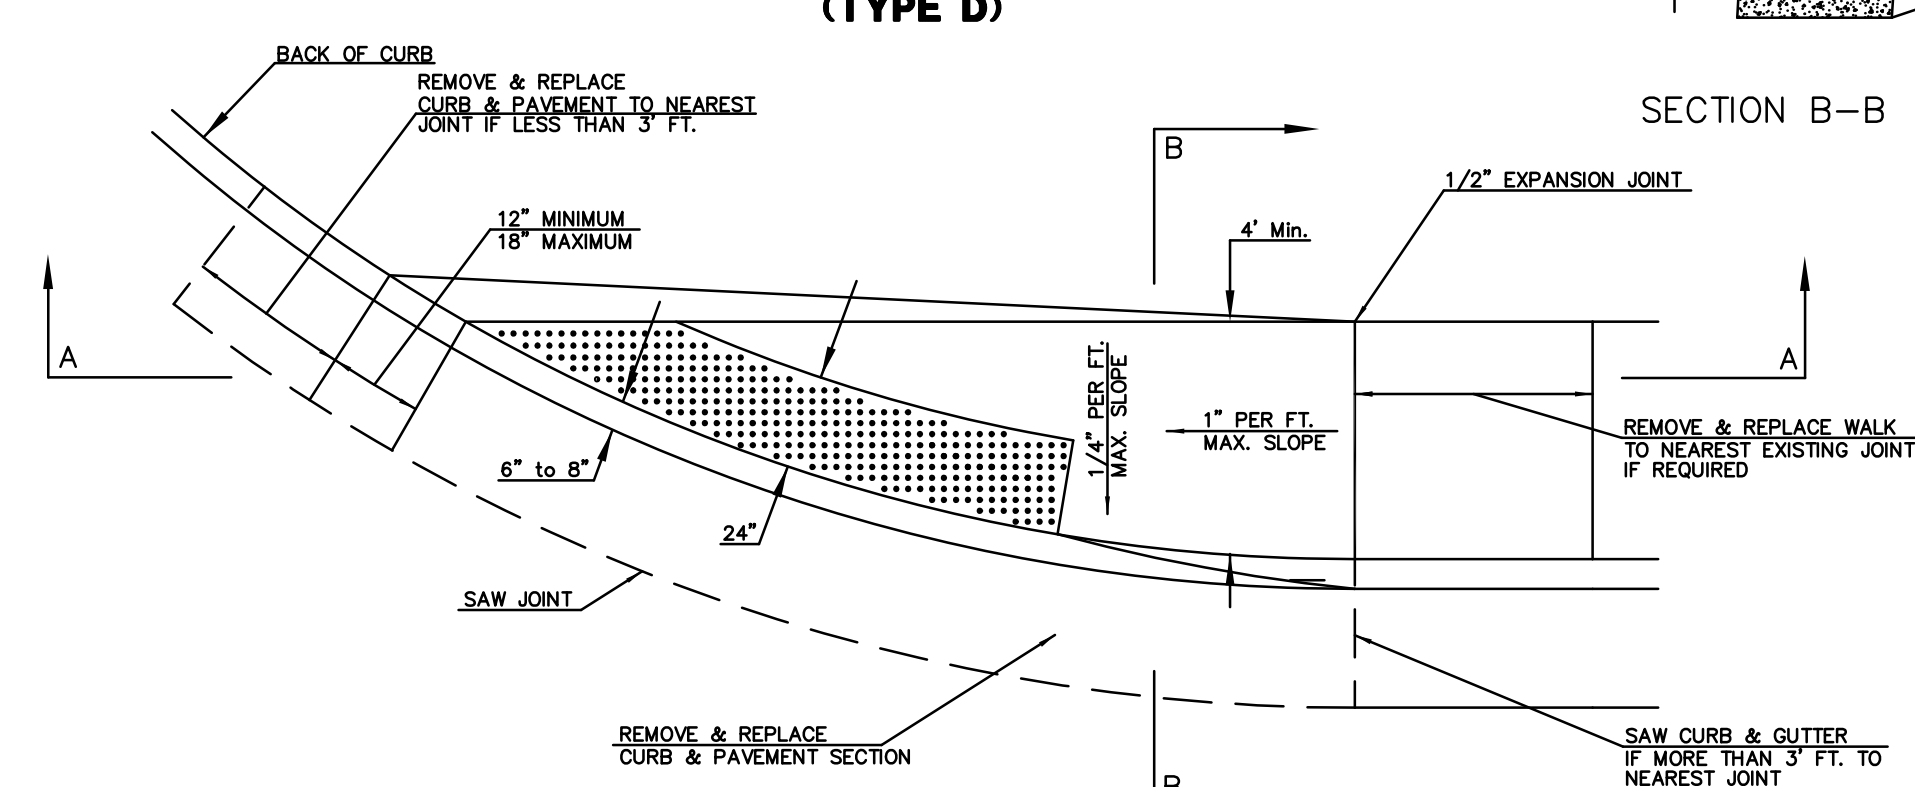 (TYPE D)
BACK OF CURB
REMOVE & REPLACE
CURB & PAVEMENT TO NEAREST
JOINT IF LESS THAN 3' FT.
SECTION B-B
B
1/2" EXPANSION JOINT
12" MINIMUM
18" MAXIMUM
4' Min.
A
A
1/4" PER FT.
MAX. SLOPE
1" PER FT.
MAX. SLOPE
REMOVE & REPLACE WALK
TO NEAREST EXISTING JOINT
IF REQUIRED
6" to 8"
24"
SAW JOINT
REMOVE & REPLACE
CURB & PAVEMENT SECTION
SAW CURB & GUTTER
IF MORE THAN 3' FT. TO
NEAREST JOINT
B